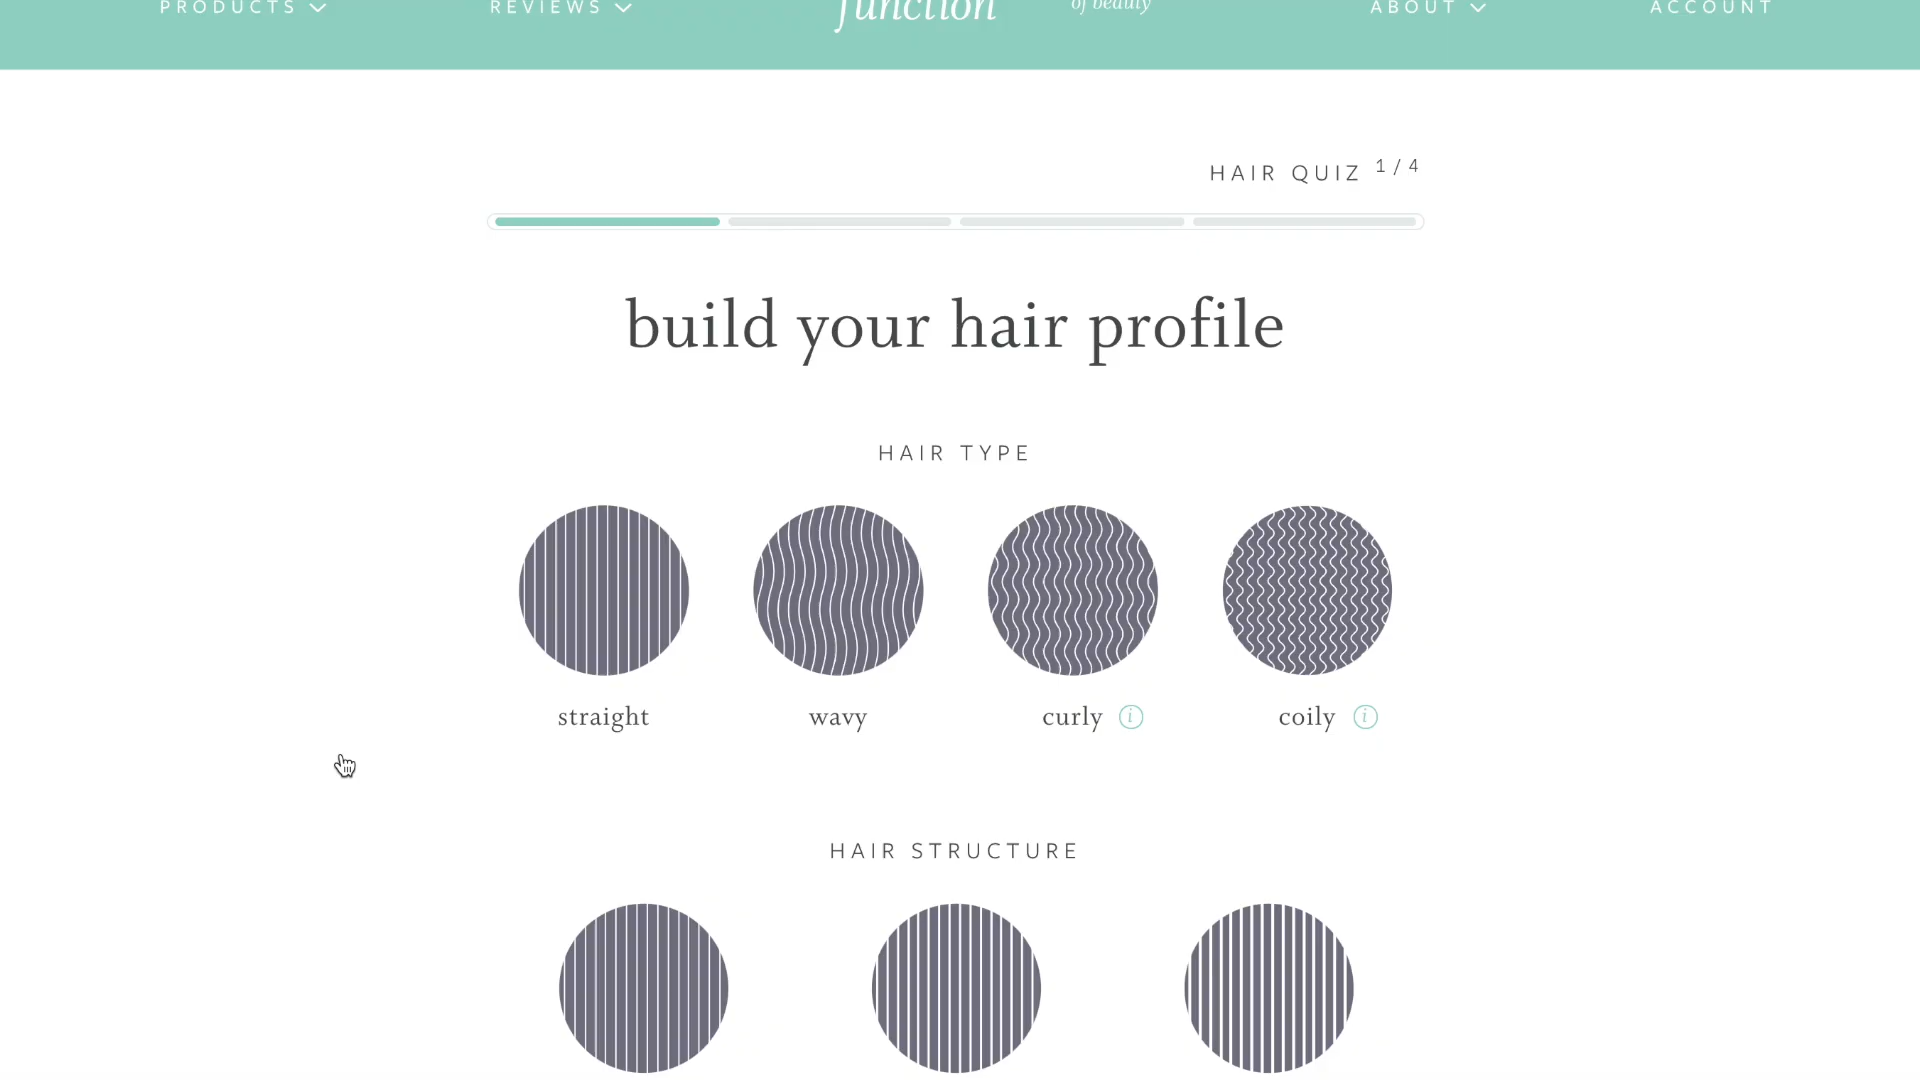 PRODUCTS
REVIEWS
function
of beauty
ABOUT
ACCOUNT
HAIR QUIZ 1 / 4
build your hair profile
HAIR TYPE
straight
wavy
curly i
coily i
HAIR STRUCTURE